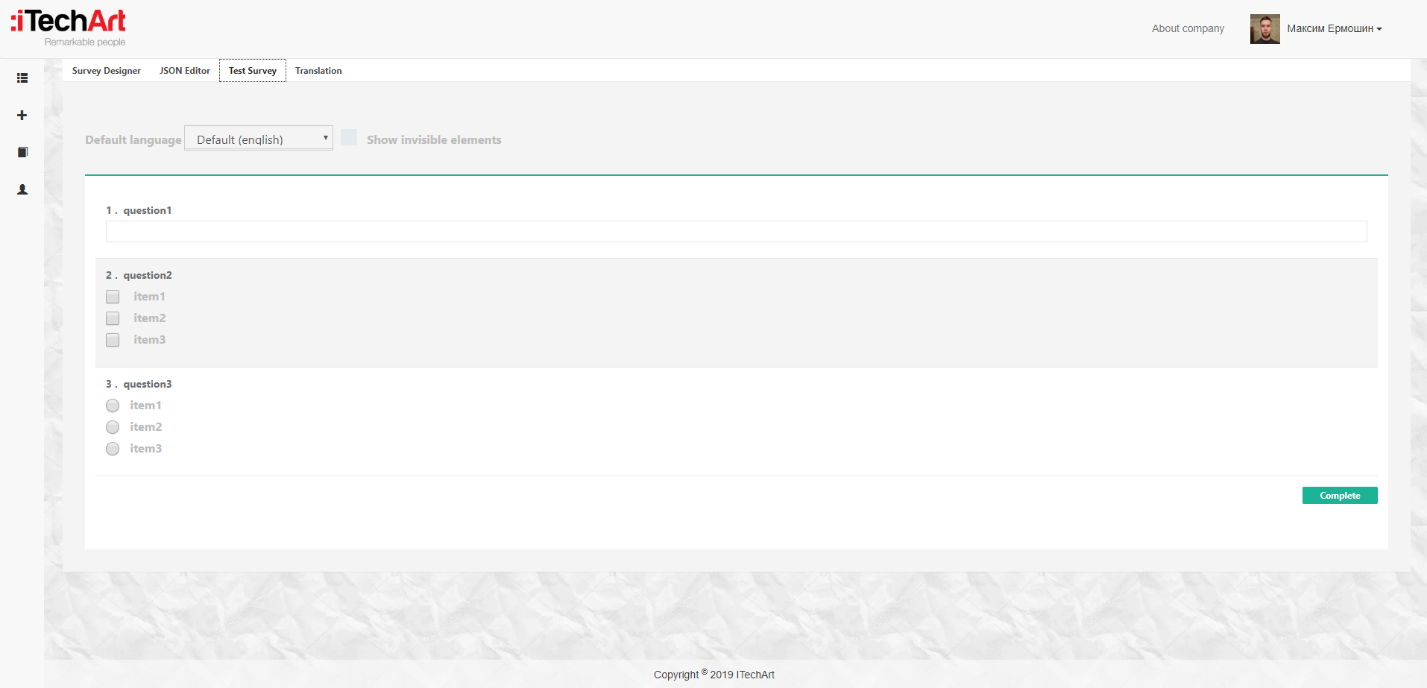 :iTechArt
Remarkable people
About company
Максим Ермошин
Survey Designer JSON Editor Test Survey Translation
Default language Default (english) Show invisible elements
1 . question1
2 . question2
item1
item2
item3
3 . question3
item1
item2
item3
Complete
Copyright © 2019 ITechArt